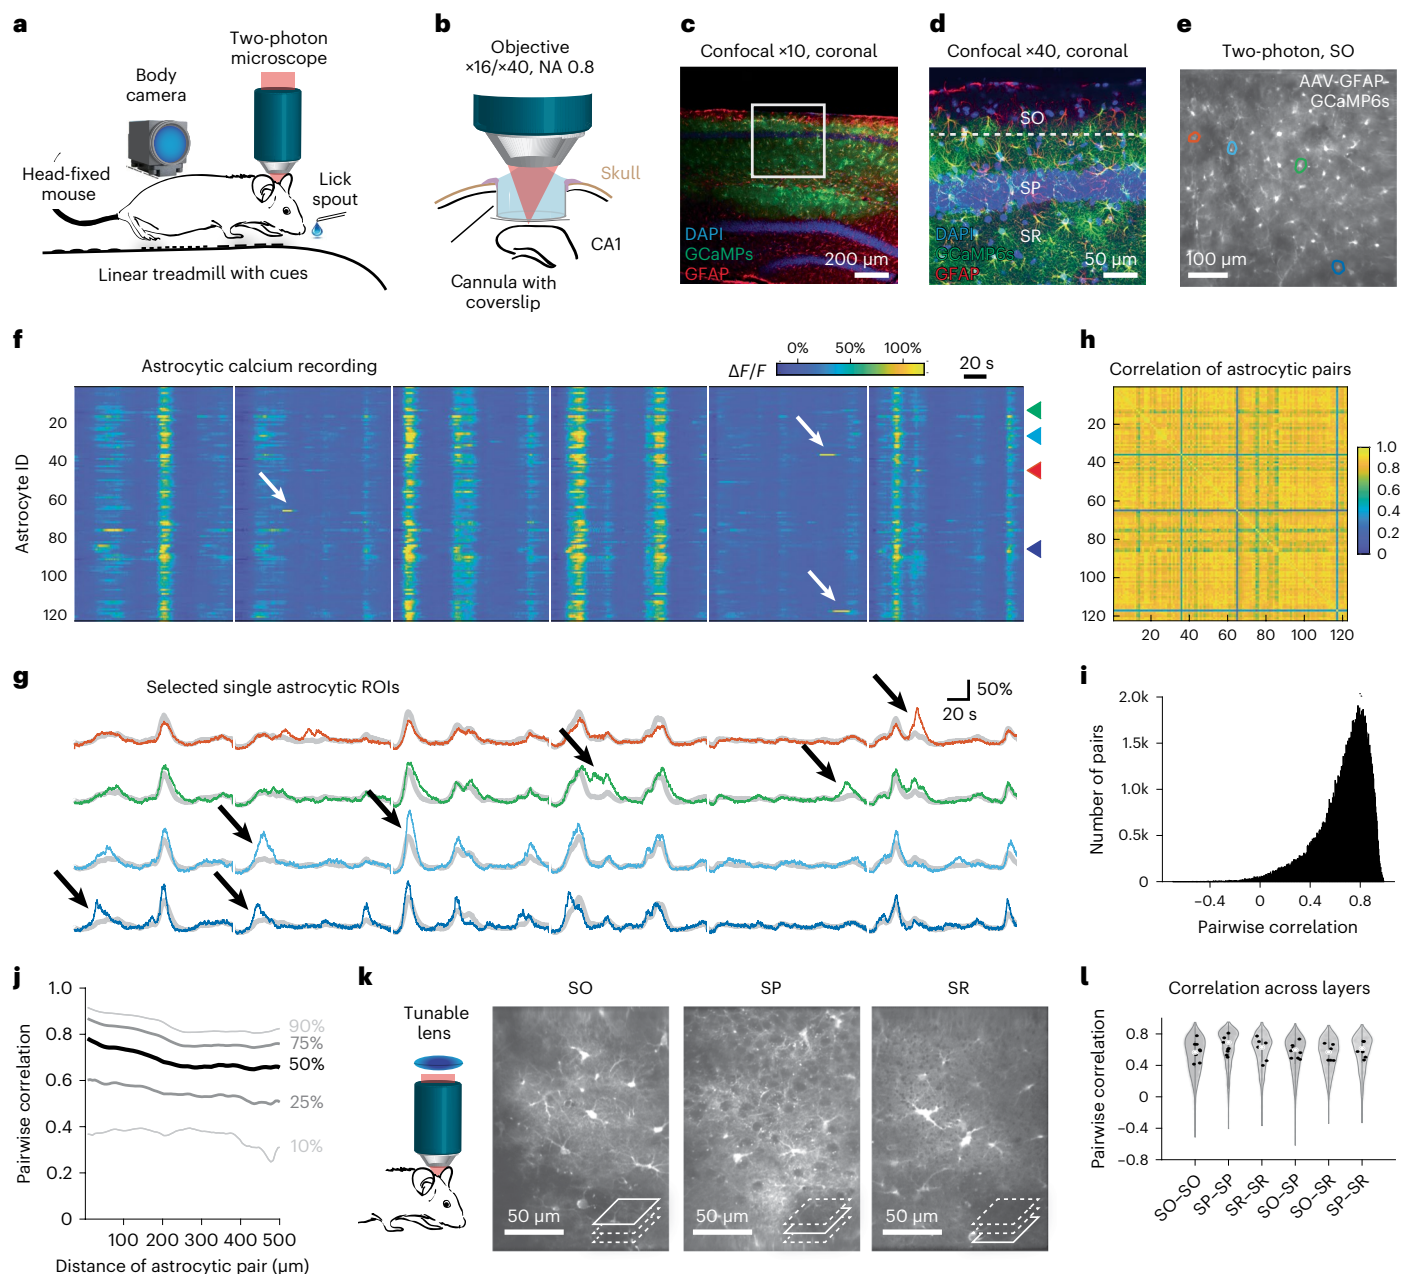 a
Two-photon
microscope
Body
camera
Head-fixed
mouse
Lick
spout
Linear treadmill with cues
b
Objective
×16/×40, NA 0.8
Skull
CA1
Cannula with
coverslip
c
Confocal ×10, coronal
DAPI
GCaMPs
GFAP
200 µm
d
Confocal ×40, coronal
SO
SP
SR
DAPI
GCaMP6s
GFAP
50 µm
e
Two-photon, SO
AAV-GFAP-
GCaMP6s
100 µm
f
Astrocytic calcium recording
ΔF/F
0% 50% 100%
20 s
Astrocyte ID
20
40
60
80
100
120
h
Correlation of astrocytic pairs
20
40
60
80
100
120
20 40 60 80 100 120
1.0
0.8
0.6
0.4
0.2
0
g
Selected single astrocytic ROIs
50%
20 s
i
Number of pairs
2.0k
1.5k
1.0k
0.5k
0
−0.4 0 0.4 0.8
Pairwise correlation
j
Pairwise correlation
1.0
0.8
0.6
0.4
0.2
0
90%
75%
50%
25%
10%
100 200 300 400 500
Distance of astrocytic pair (µm)
k
Tunable
lens
SO
SP
SR
50 µm
50 µm
50 µm
l
Correlation across layers
Pairwise correlation
0.8
0.4
0
−0.4
−0.8
SO–SO
SP–SP
SR–SR
SO–SP
SO–SR
SP–SR